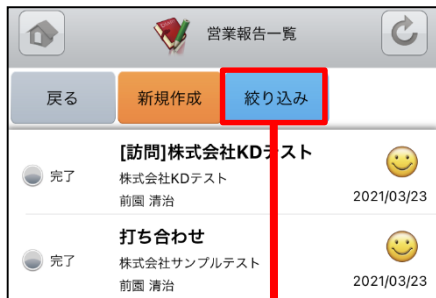 営業報告一覧
戻る 新規作成 絞り込み
[訪問]株式会社KDテスト
完了 株式会社KDテスト
前園 清治 2021/03/23
打ち合わせ
完了 株式会社サンプルテスト
前園 清治 2021/03/23